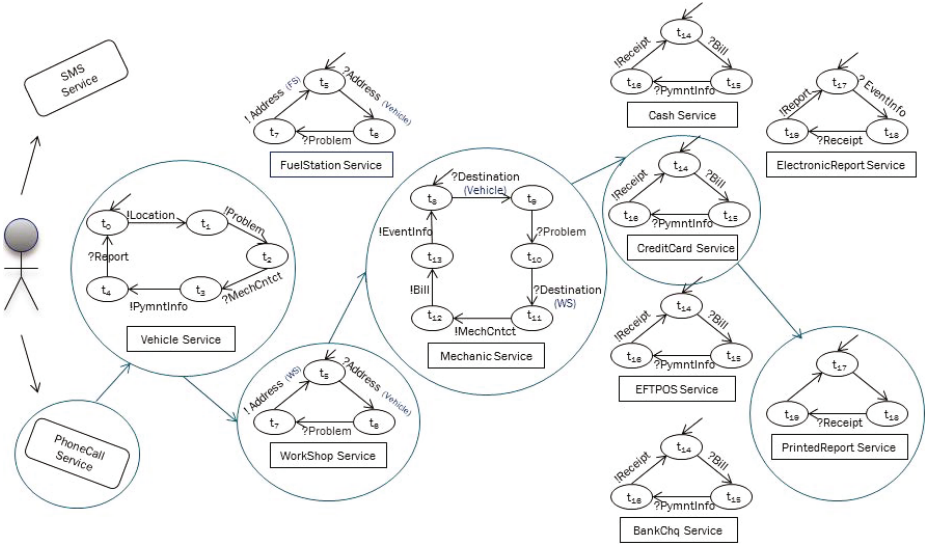 SMS
Service
PhoneCall
Service
t₀
!Location
t₁
!Problem
t₂
?MechCntct
t₃
!PymntInfo
t₄
?Report
Vehicle Service
t₅
?Address (Vehicle)
t₆
?Problem
t₇
! Address (FS)
FuelStation Service
t₅
?Address (Vehicle)
t₆
?Problem
t₇
! Address (WS)
WorkShop Service
t₈
?Destination
(Vehicle)
t₉
?Problem
t₁₀
?Destination
(WS)
t₁₁
!MechCntct
t₁₂
!Bill
t₁₃
!EventInfo
Mechanic Service
t₁₄
?Bill
t₁₅
?PymntInfo
t₁₆
!Receipt
Cash Service
t₁₄
?Bill
t₁₅
?PymntInfo
t₁₆
!Receipt
CreditCard Service
t₁₄
?Bill
t₁₅
?PymntInfo
t₁₆
!Receipt
EFTPOS Service
t₁₄
?Bill
t₁₅
?PymntInfo
t₁₆
!Receipt
BankChq Service
t₁₇
? EventInfo
t₁₈
?Receipt
t₁₉
!Report
ElectronicReport Service
t₁₇
t₁₈
?Receipt
t₁₉
PrintedReport Service